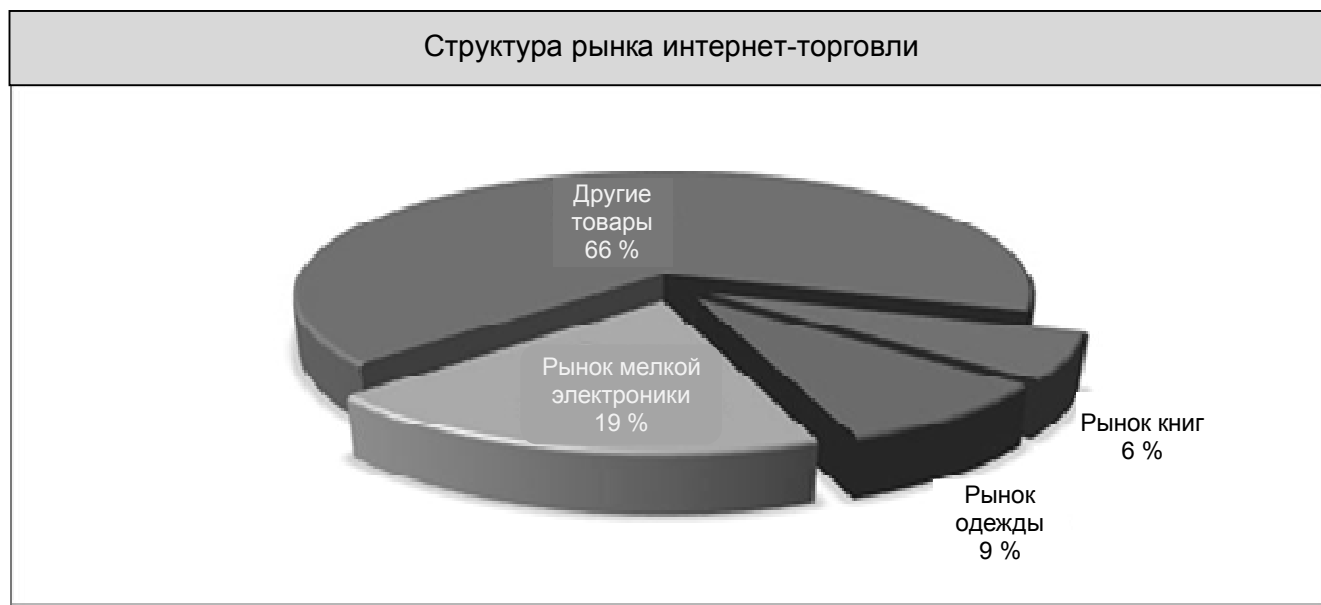 Структура рынка интернет-торговли
Другие
товары
66 %
Рынок мелкой
электроники
19 %
Рынок книг
6 %
Рынок
одежды
9 %